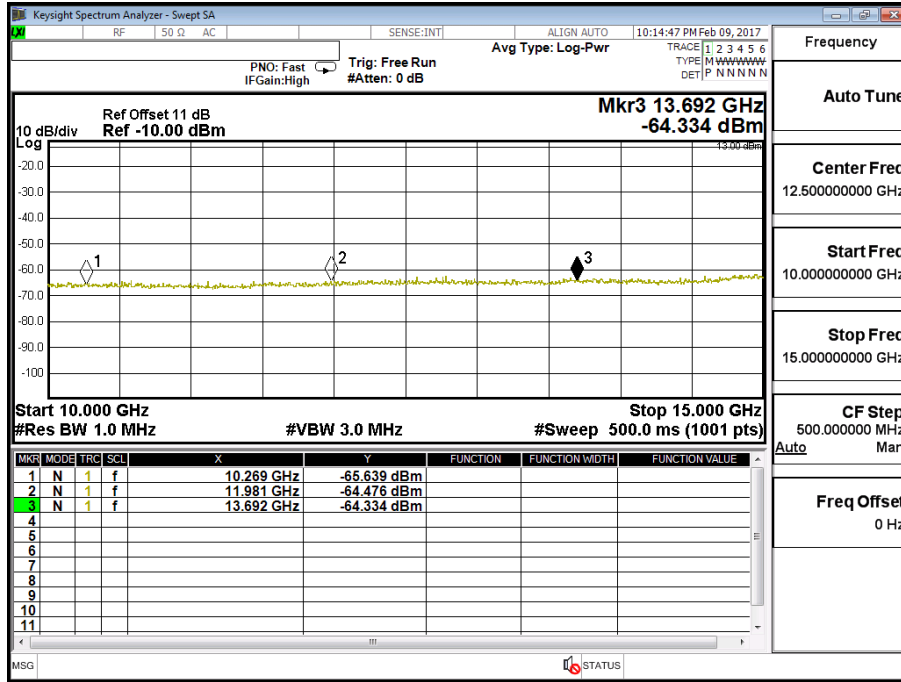 Keysight Spectrum Analyzer - Swept SA
LXI RF 50 Ω AC SENSE:INT ALIGN AUTO 10:14:47 PM Feb 09, 2017
PNO: Fast
IFGain:High
Trig: Free Run
#Atten: 0 dB
Avg Type: Log-Pwr
TRACE 1 2 3 4 5 6
TYPE M WWWWW
DET P N N N N N
Ref Offset 11 dB
10 dB/div Ref -10.00 dBm
Log
Mkr3 13.692 GHz
-64.334 dBm
13.00 dBm
-20.0
-30.0
-40.0
-50.0
-60.0
-70.0
-80.0
-90.0
-100
1
2
3
Start 10.000 GHz Stop 15.000 GHz
#Res BW 1.0 MHz #VBW 3.0 MHz #Sweep 500.0 ms (1001 pts)
MKR MODE TRC SCL X Y FUNCTION FUNCTION WIDTH FUNCTION VALUE
1 N 1 f 10.269 GHz -65.639 dBm
2 N 1 f 11.981 GHz -64.476 dBm
3 N 1 f 13.692 GHz -64.334 dBm
4
5
6
7
8
9
10
11
MSG STATUS
Frequency
Auto Tune
Center Freq
12.500000000 GHz
Start Freq
10.000000000 GHz
Stop Freq
15.000000000 GHz
CF Step
500.000000 MHz
Auto Man
Freq Offset
0 Hz